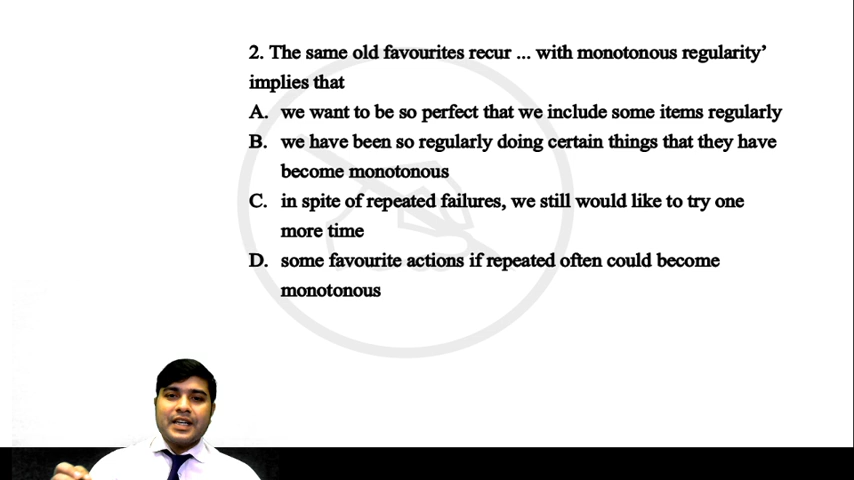 2. The same old favourites recur ... with monotonous regularity’
implies that
A. we want to be so perfect that we include some items regularly
B. we have been so regularly doing certain things that they have
become monotonous
C. in spite of repeated failures, we still would like to try one
more time
D. some favourite actions if repeated often could become
monotonous